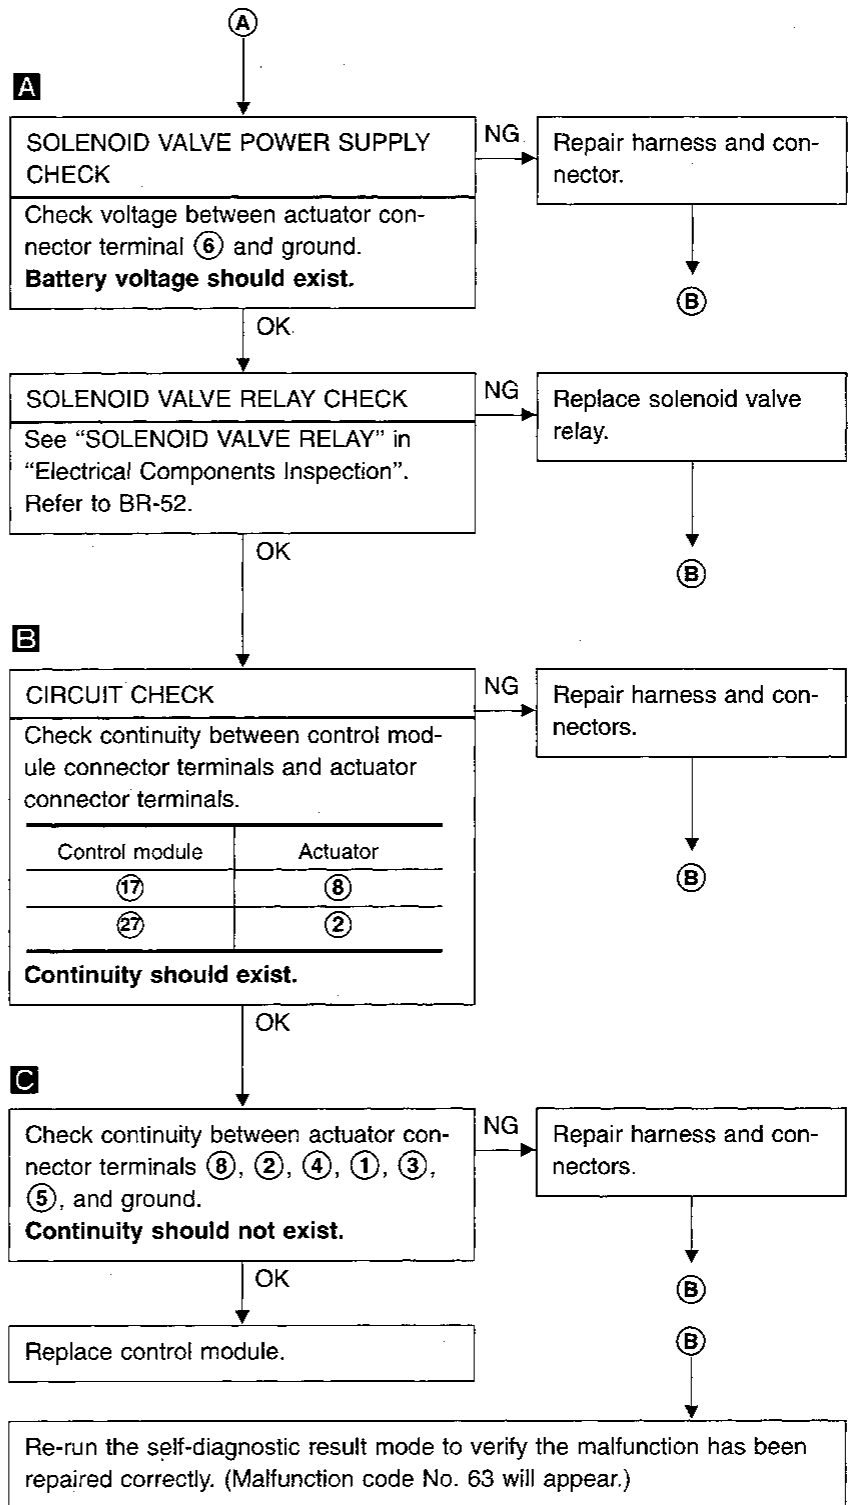 A
A
SOLENOID VALVE POWER SUPPLY
CHECK
Check voltage between actuator con-
nector terminal ⑥ and ground.
Battery voltage should exist.
NG
Repair harness and con-
nector.
B
OK
SOLENOID VALVE RELAY CHECK
See “SOLENOID VALVE RELAY” in
“Electrical Components Inspection”.
Refer to BR-52.
NG
Replace solenoid valve
relay.
B
OK
B
CIRCUIT CHECK
Check continuity between control mod-
ule connector terminals and actuator
connector terminals.
Control module Actuator
⑰ ⑧
㉗ ②
Continuity should exist.
NG
Repair harness and con-
nectors.
B
OK
C
Check continuity between actuator con-
nector terminals ⑧, ②, ④, ①, ③,
⑤, and ground.
Continuity should not exist.
NG
Repair harness and con-
nectors.
B
OK
Replace control module.
B
Re-run the self-diagnostic result mode to verify the malfunction has been
repaired correctly. (Malfunction code No. 63 will appear.)